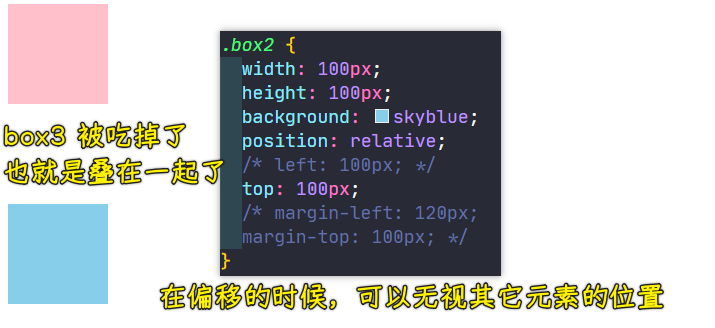 .box2 {
width: 100px;
height: 100px;
background: skyblue;
position: relative;
/* left: 100px; */
top: 100px;
/* margin-left: 120px;
margin-top: 100px; */
}
box3 被吃掉了
也就是叠在一起了
在偏移的时候，可以无视其它元素的位置